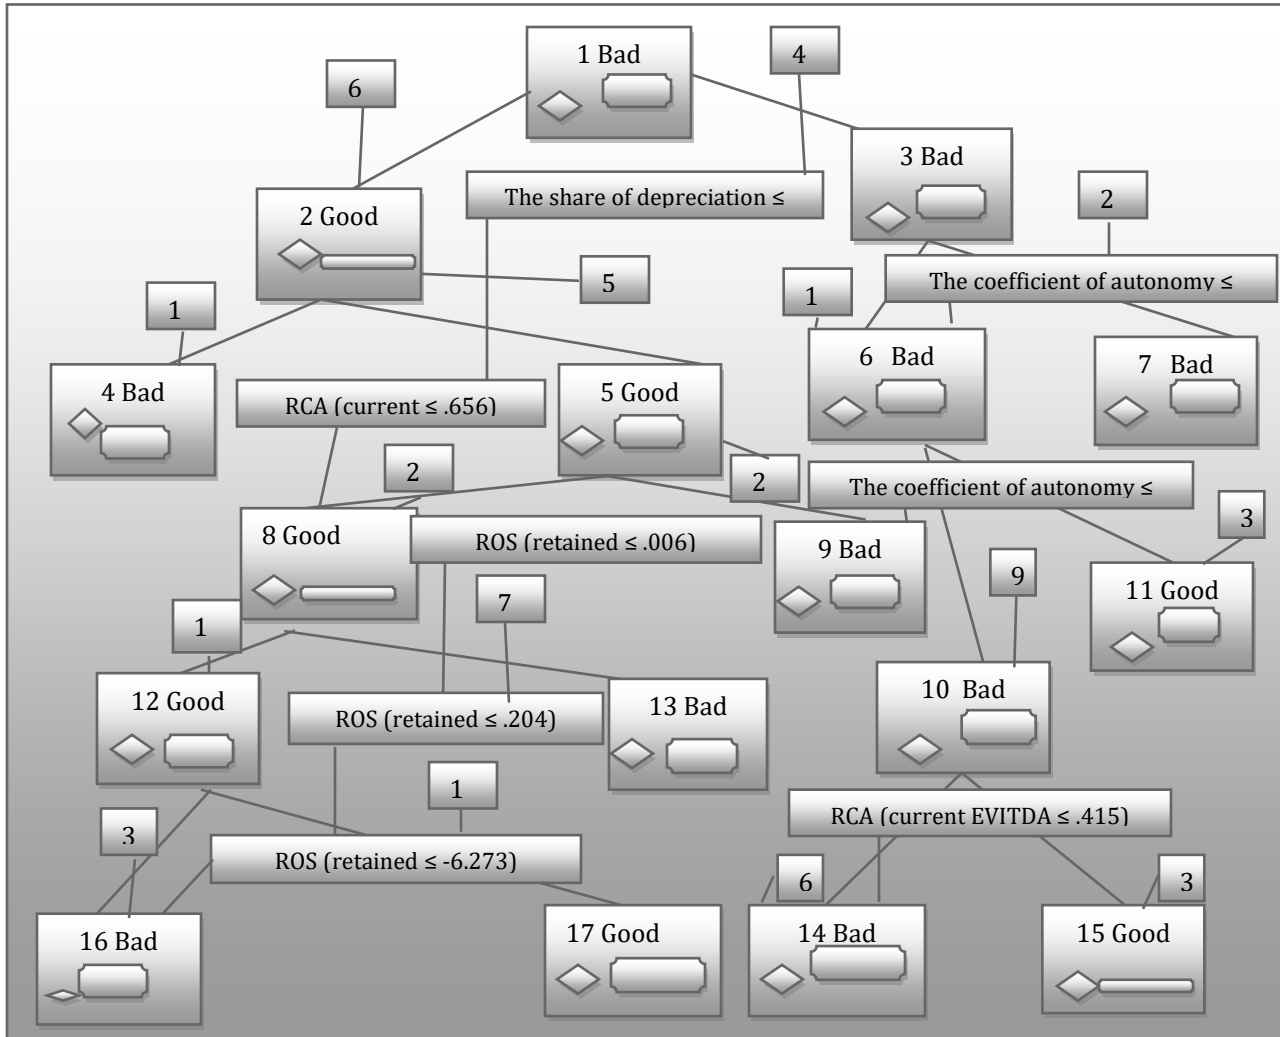 1 Bad
4
6
3 Bad
The share of depreciation ≤
2 Good
2
5
The coefficient of autonomy ≤
1
1
6 Bad
7 Bad
4 Bad
5 Good
RCA (current ≤ .656)
2
2
The coefficient of autonomy ≤
8 Good
ROS (retained ≤ .006)
9 Bad
3
9
11 Good
7
1
12 Good
10 Bad
ROS (retained ≤ .204)
13 Bad
1
RCA (current EVITDA ≤ .415)
3
ROS (retained ≤ -6.273)
6
3
16 Bad
17 Good
14 Bad
15 Good